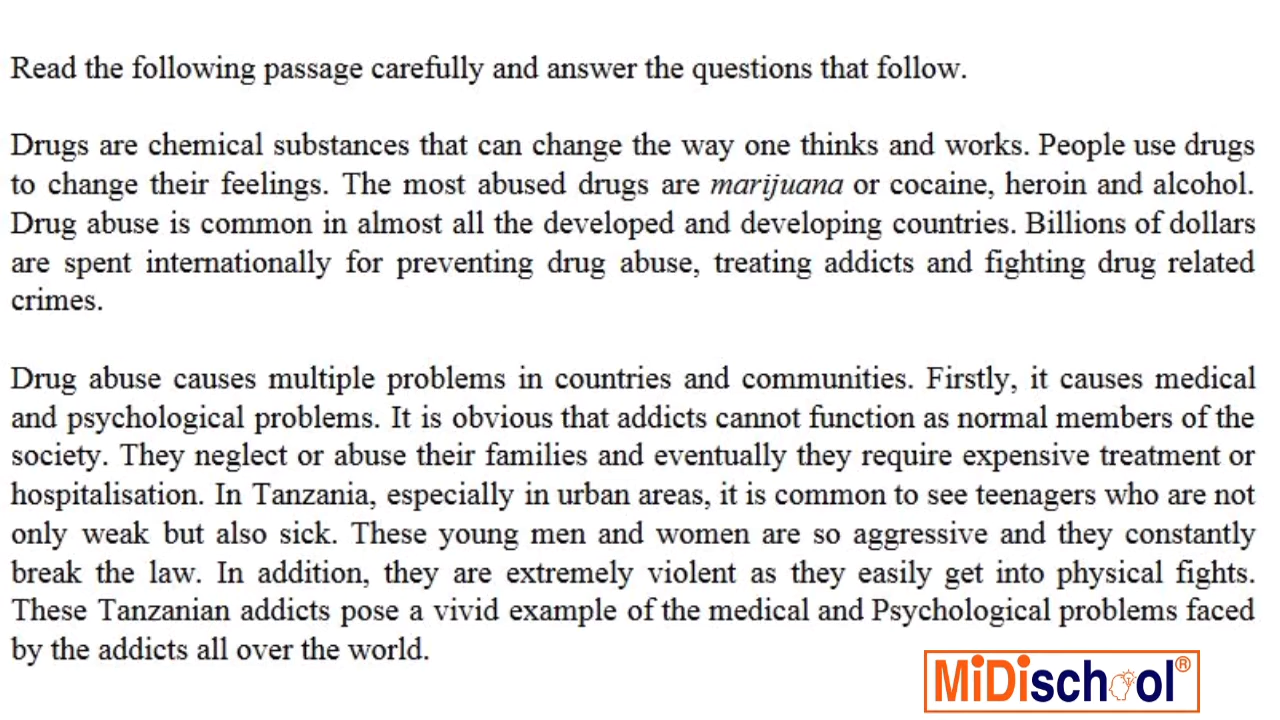 Read the following passage carefully and answer the questions that follow.
Drugs are chemical substances that can change the way one thinks and works. People use drugs
to change their feelings. The most abused drugs are marijuana or cocaine, heroin and alcohol.
Drug abuse is common in almost all the developed and developing countries. Billions of dollars
are spent internationally for preventing drug abuse, treating addicts and fighting drug related
crimes.
Drug abuse causes multiple problems in countries and communities. Firstly, it causes medical
and psychological problems. It is obvious that addicts cannot function as normal members of the
society. They neglect or abuse their families and eventually they require expensive treatment or
hospitalisation. In Tanzania, especially in urban areas, it is common to see teenagers who are not
only weak but also sick. These young men and women are so aggressive and they constantly
break the law. In addition, they are extremely violent as they easily get into physical fights.
These Tanzanian addicts pose a vivid example of the medical and Psychological problems faced
by the addicts all over the world.
MiDischool®